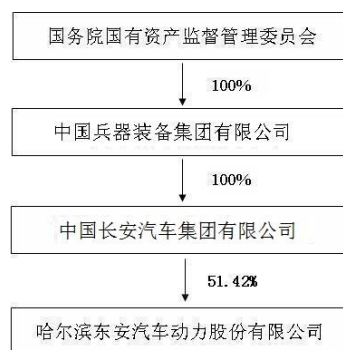 国务院国有资产监督管理委员会
100%
中国兵器装备集团有限公司
100%
中国长安汽车集团有限公司
51.42%
哈尔滨东安汽车动力股份有限公司